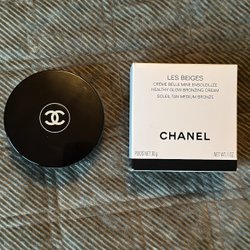 LES BEIGES
CRÈME BELLE MINE ENSOLEILLÉE
HEALTHY GLOW BRONZING CREAM
SOLEIL TAN MEDIUM BRONZE
CHANEL
POIDS NET 30 g
NET WT. 1 OZ.